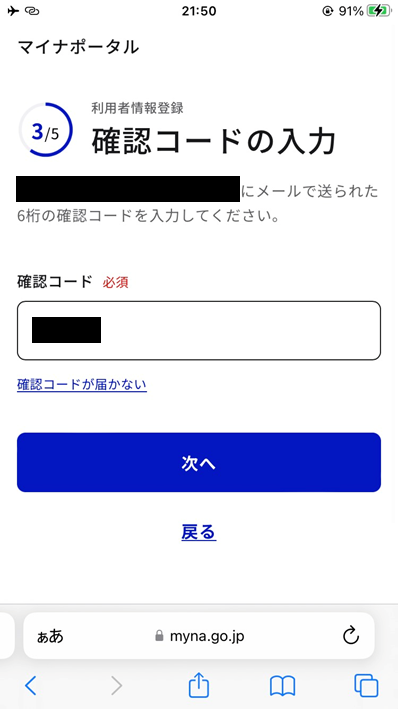 21:50
91%
マイナポータル
利用者情報登録
3/5
確認コードの入力
にメールで送られた
6桁の確認コードを入力してください。
確認コード 必須
確認コードが届かない
次へ
戻る
ぁあ
myna.go.jp